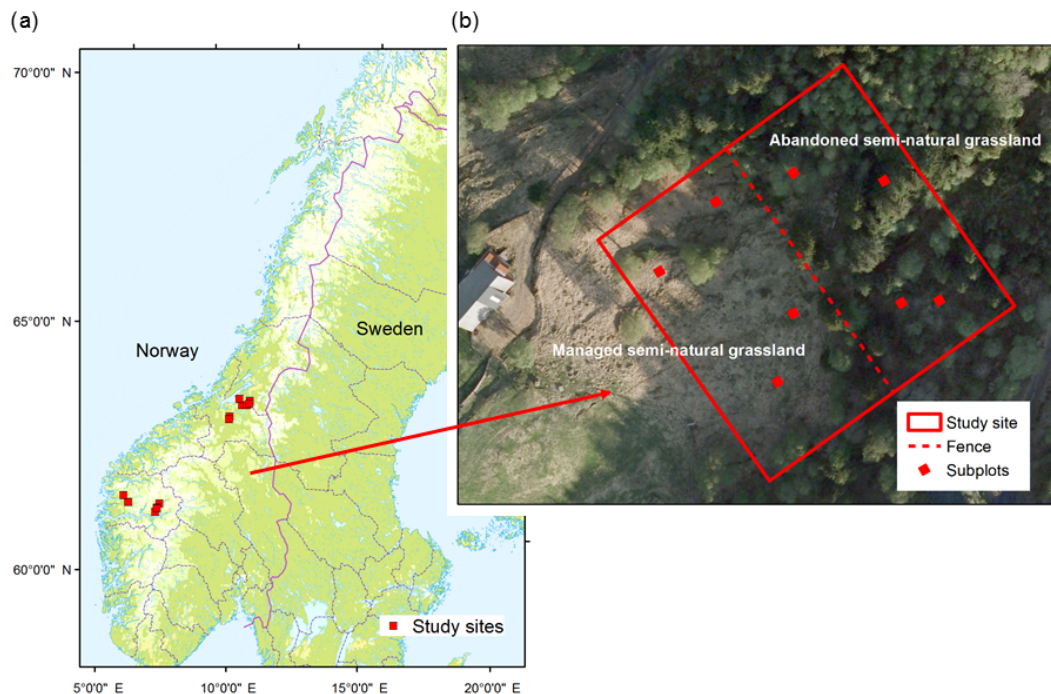 (a)
(b)
70°0'0" N
65°0'0" N
60°0'0" N
Norway
Sweden
Study sites
5°0'0" E
10°0'0" E
15°0'0" E
20°0'0" E
Abandoned semi-natural grassland
Managed semi-natural grassland
Study site
Fence
Subplots